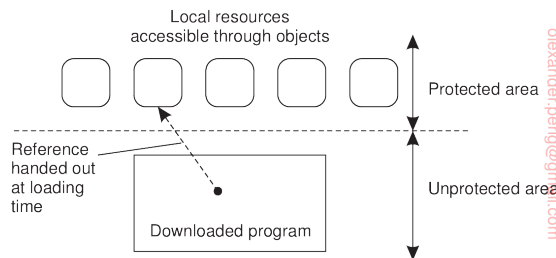 Local resources
accessible through objects
Protected area
Reference
handed out
at loading
time
Unprotected area
Downloaded program